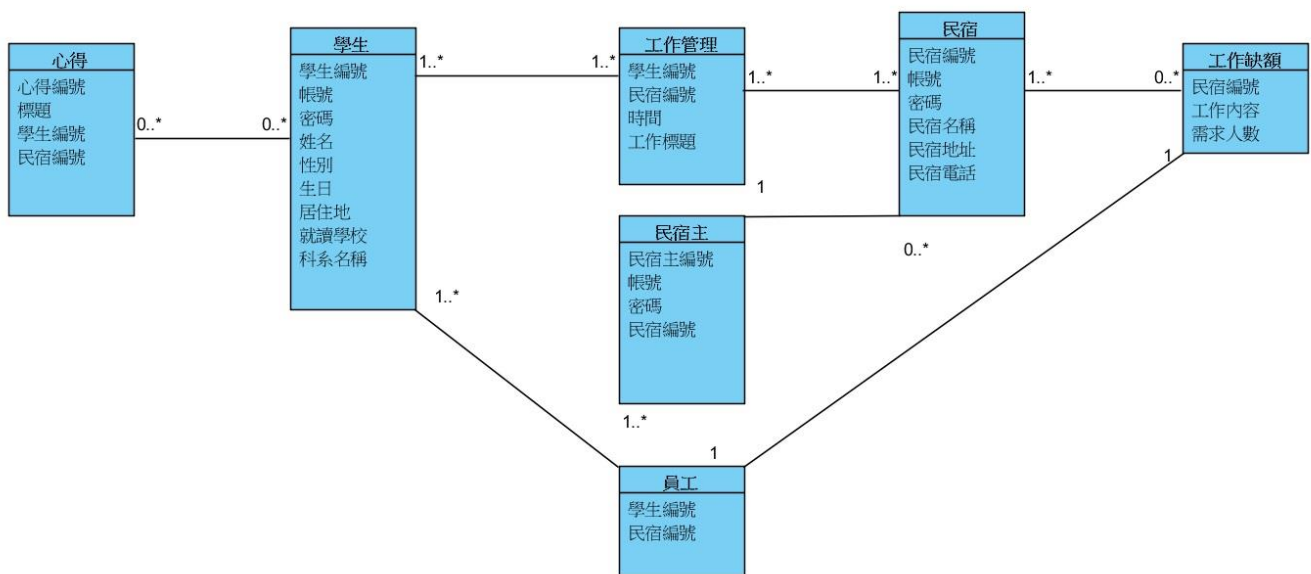 心得
心得編號
標題
學生編號
民宿編號
0..*
0..*
學生
學生編號
帳號
密碼
姓名
性別
生日
居住地
就讀學校
科系名稱
1..*
1..*
1..*
工作管理
學生編號
民宿編號
時間
工作標題
1..*
1..*
民宿
民宿編號
帳號
密碼
民宿名稱
民宿地址
民宿電話
1..*
0..*
工作缺額
民宿編號
工作內容
需求人數
1
1
0..*
民宿主
民宿主編號
帳號
密碼
民宿編號
1..*
1
員工
學生編號
民宿編號